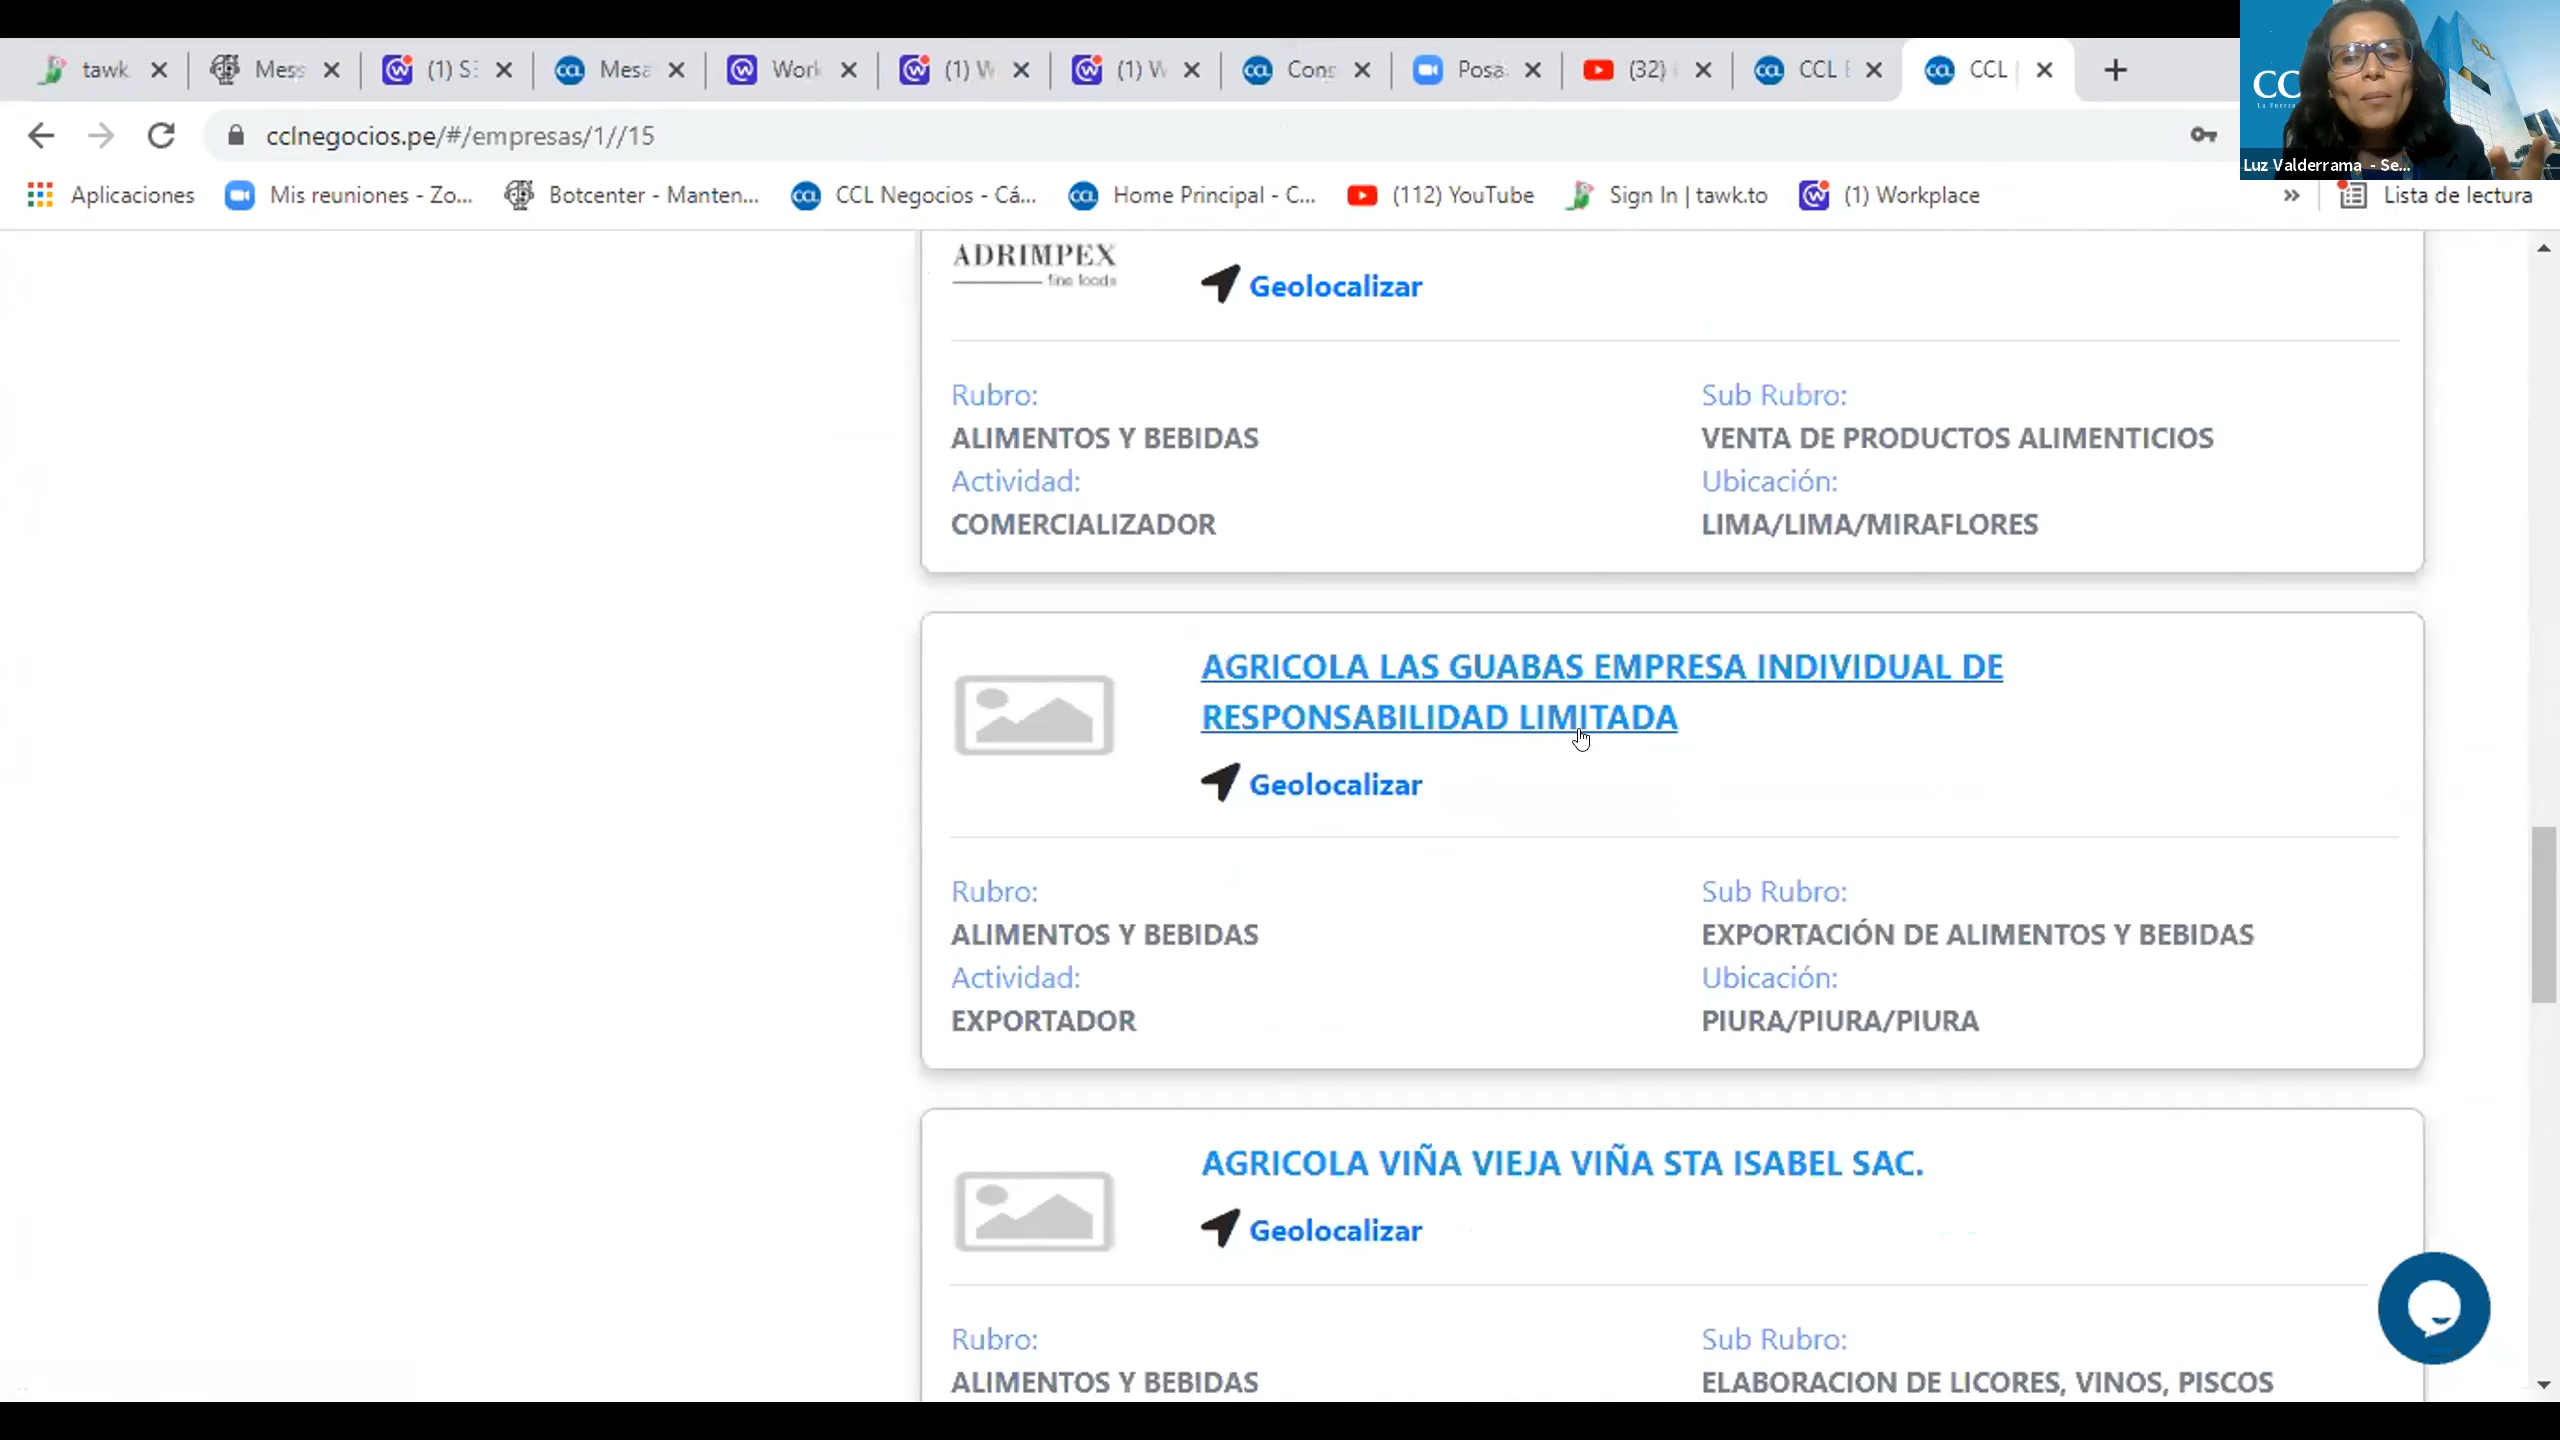 tawk
Mess
(1) S
Mesa
Work
(1) W
(1) W
Cons
Posa
(32)
CCL E
CCL
cclnegocios.pe/#/empresas/1//15
CC
Luz Valderrama - Se...
Aplicaciones
Mis reuniones - Zo...
Botcenter - Manten...
CCL Negocios - Cá...
Home Principal - C...
(112) YouTube
Sign In | tawk.to
(1) Workplace
»
Lista de lectura
ADRIMPEX
fine foods
Geolocalizar
Rubro:
Sub Rubro:
ALIMENTOS Y BEBIDAS
VENTA DE PRODUCTOS ALIMENTICIOS
Actividad:
Ubicación:
COMERCIALIZADOR
LIMA/LIMA/MIRAFLORES
AGRICOLA LAS GUABAS EMPRESA INDIVIDUAL DE
RESPONSABILIDAD LIMITADA
Geolocalizar
Rubro:
Sub Rubro:
ALIMENTOS Y BEBIDAS
EXPORTACIÓN DE ALIMENTOS Y BEBIDAS
Actividad:
Ubicación:
EXPORTADOR
PIURA/PIURA/PIURA
AGRICOLA VIÑA VIEJA VIÑA STA ISABEL SAC.
Geolocalizar
Rubro:
Sub Rubro:
ALIMENTOS Y BEBIDAS
ELABORACION DE LICORES, VINOS, PISCOS